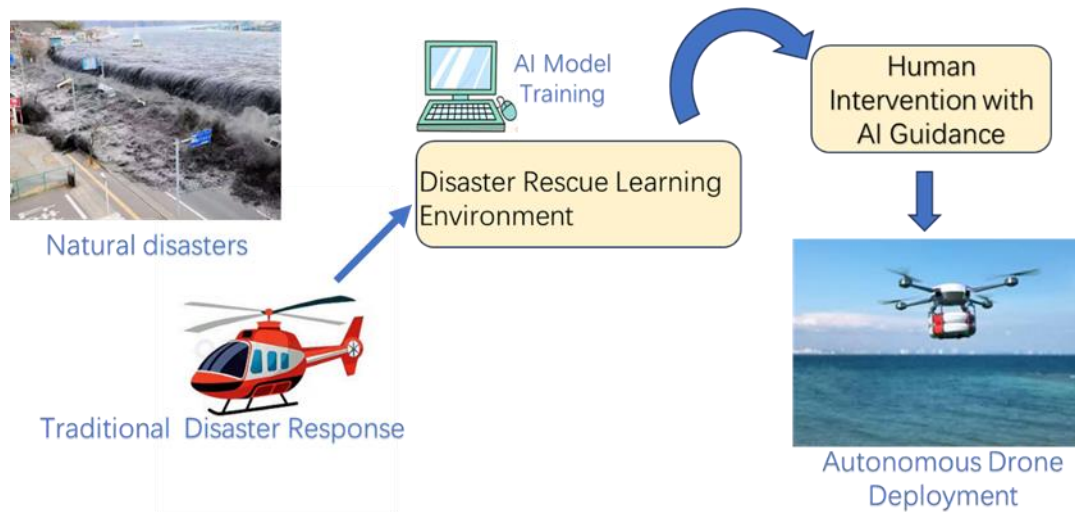 Natural disasters
Traditional Disaster Response
AI Model
Training
Disaster Rescue Learning
Environment
Human
Intervention with
AI Guidance
Autonomous Drone
Deployment